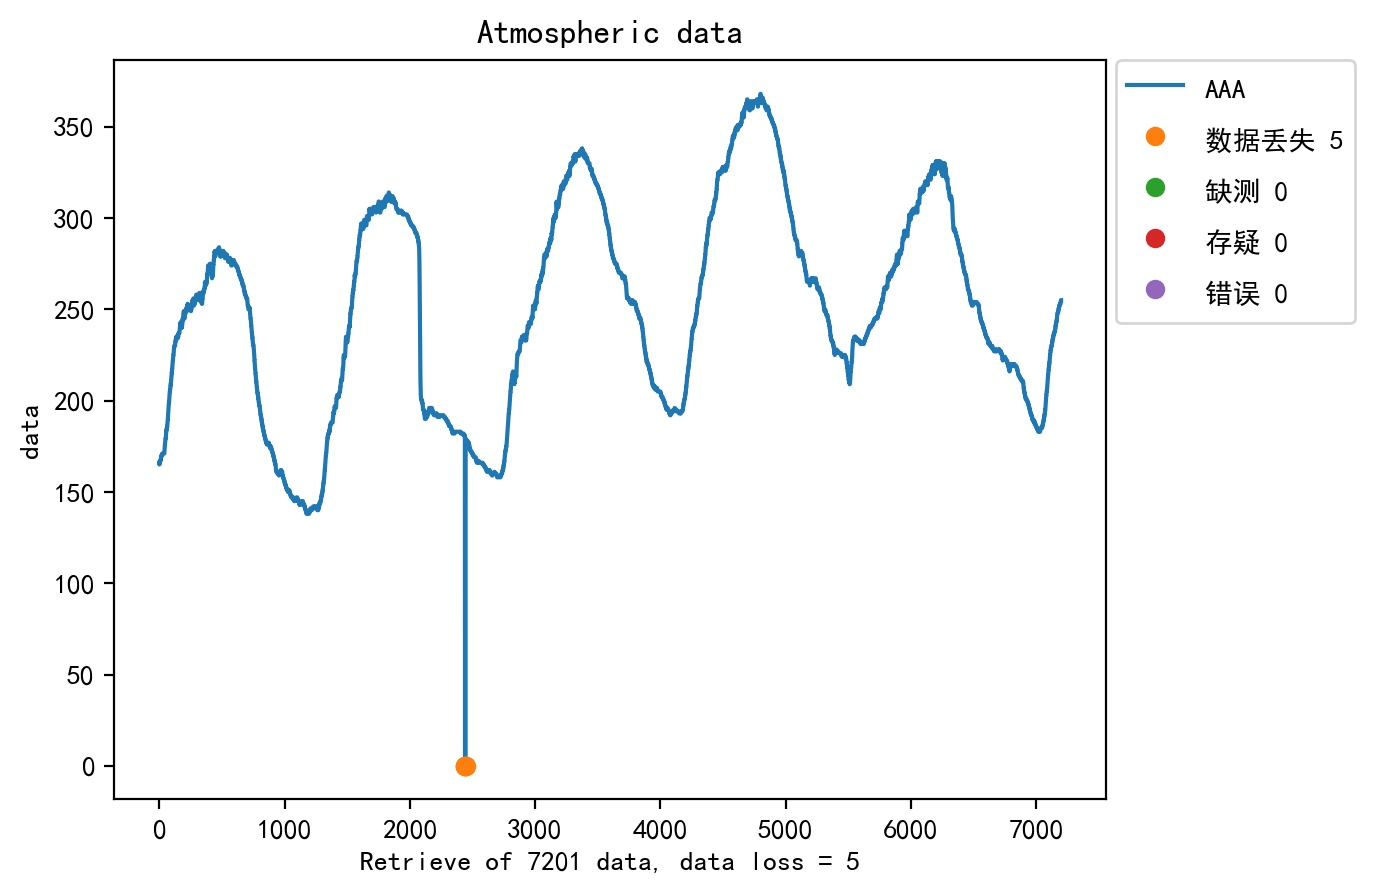 Atmospheric data
AAA
数据丢失 5
缺测 0
存疑 0
错误 0
data
350
300
250
200
150
100
50
0
0 1000 2000 3000 4000 5000 6000 7000
Retrieve of 7201 data, data loss = 5